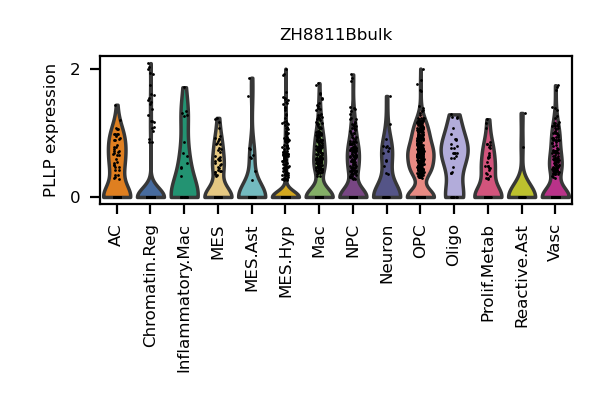 ZH8811Bbulk
PLLP expression
2
0
AC
Chromatin.Reg
Inflammatory.Mac
MES
MES.Ast
MES.Hyp
Mac
NPC
Neuron
OPC
Oligo
Prolif.Metab
Reactive.Ast
Vasc